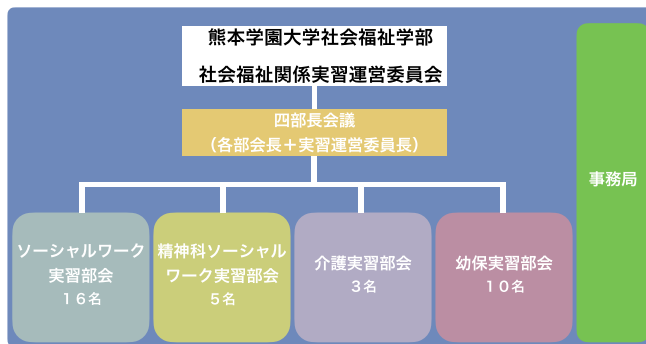 熊本学園大学社会福祉学部
社会福祉関係実習運営委員会
四部長会議
（各部会長＋実習運営委員長）
事務局
ソーシャルワーク
実習部会
１６名
精神科ソーシャル
ワーク実習部会
５名
介護実習部会
３名
幼保実習部会
１０名